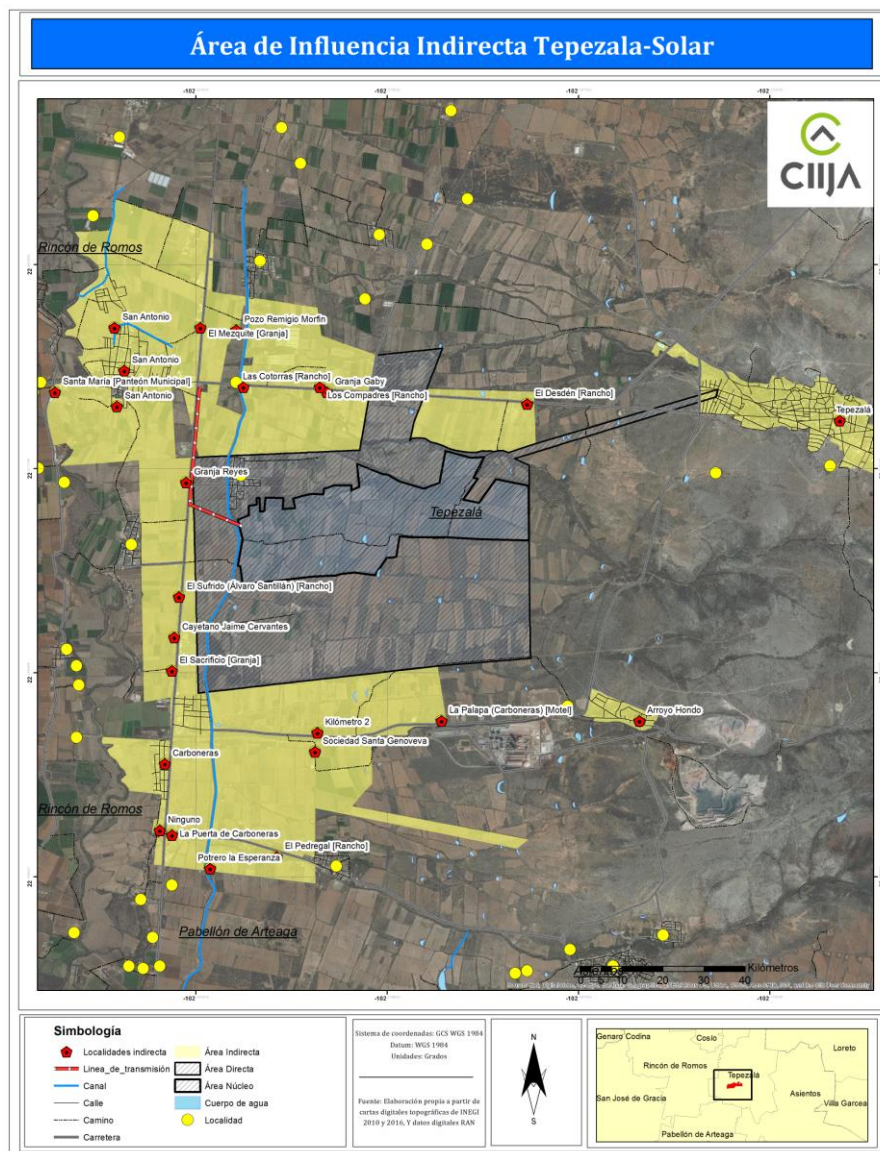 Área de Influencia Indirecta Tepezala-Solar
CIIJA
-102
-102
-102
-102
22
22
22
22
Rincón de Romos
San Antonio
Pozo Remigio Morfin
El Mezquite [Granja]
San Antonio
Santa María [Panteón Municipal]
Las Cotorras [Rancho]
Granja Gaby
San Antonio
Los Compadres [Rancho]
El Desdén [Rancho]
Tepezalá
Granja Reyes
Tepezalá
El Sufrido (Álvaro Santillán) [Rancho]
Cayetano Jaime Cervantes
El Sacrificio [Granja]
La Palapa (Carboneras) [Motel]
Arroyo Hondo
Kilómetro 2
Sociedad Santa Genoveva
Carboneras
Rincón de Romos
Ninguno
La Puerta de Carboneras
El Pedregal [Rancho]
Potrero la Esperanza
Pabellón de Arteaga
0 10 20 40
Kilómetros
Simbología
Localidades indirecta
Linea_de_transmisión
Canal
Calle
Camino
Carretera
Área Indirecta
Área Directa
Área Núcleo
Cuerpo de agua
Localidad
Sistema de coordenadas: GCS WGS 1984
Datum: WGS 1984
Unidades: Grados
Fuente: Elaboración propia a partir de
cartas digitales topográficas de INEGI
2010 y 2016, Y datos digitales RAN
N
S
Genaro Codina
Cosío
Loreto
Rincón de Romos
Tepezalá
San José de Gracia
Asientos
Villa García
Pabellón de Arteaga